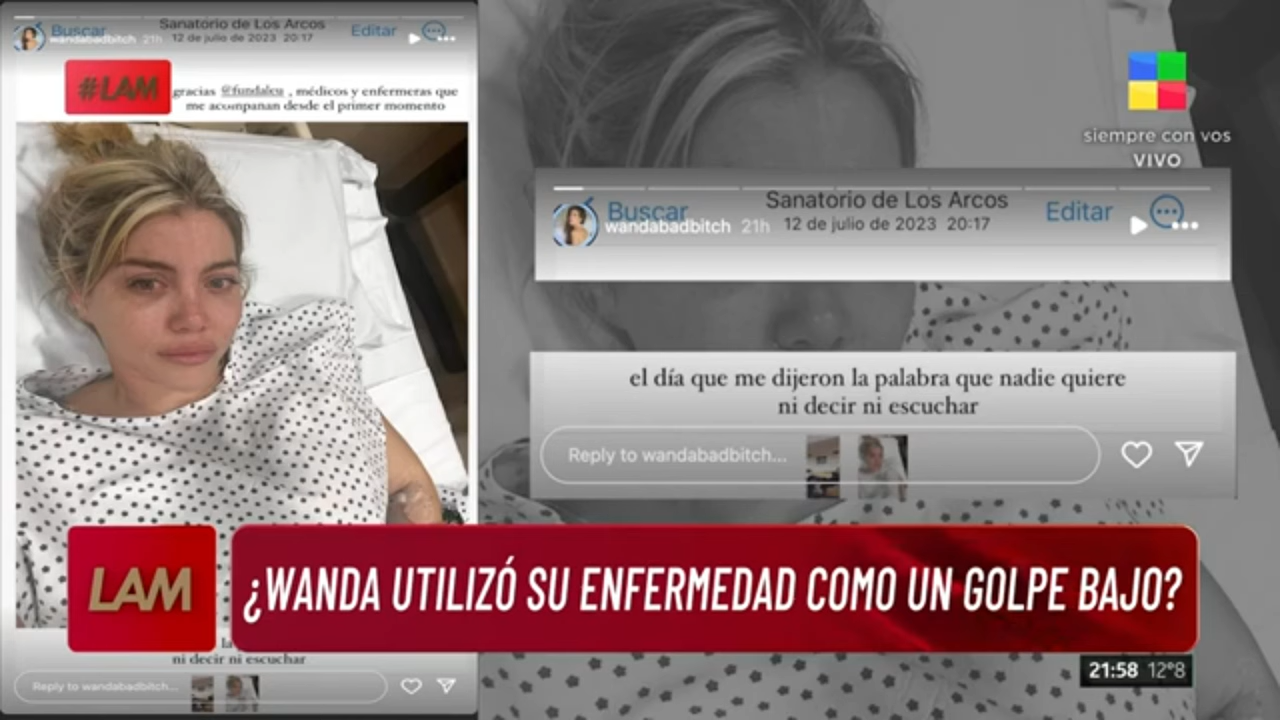 Buscar
Sanatorio de Los Arcos
Editar
wandabadbitch 21h
12 de julio de 2023 20:17
#LAM
gracias @fundaleu , médicos y enfermeras que
me acompañan desde el primer momento
siempre con vos
VIVO
Buscar
Sanatorio de Los Arcos
Editar
wandabadbitch 21h
12 de julio de 2023 20:17
el día que me dijeron la palabra que nadie quiere
ni decir ni escuchar
Reply to wandabadbitch...
LAM
¿WANDA UTILIZÓ SU ENFERMEDAD COMO UN GOLPE BAJO?
la
ni decir ni escuchar
Reply to wandabadbitch...
21:58 12°8